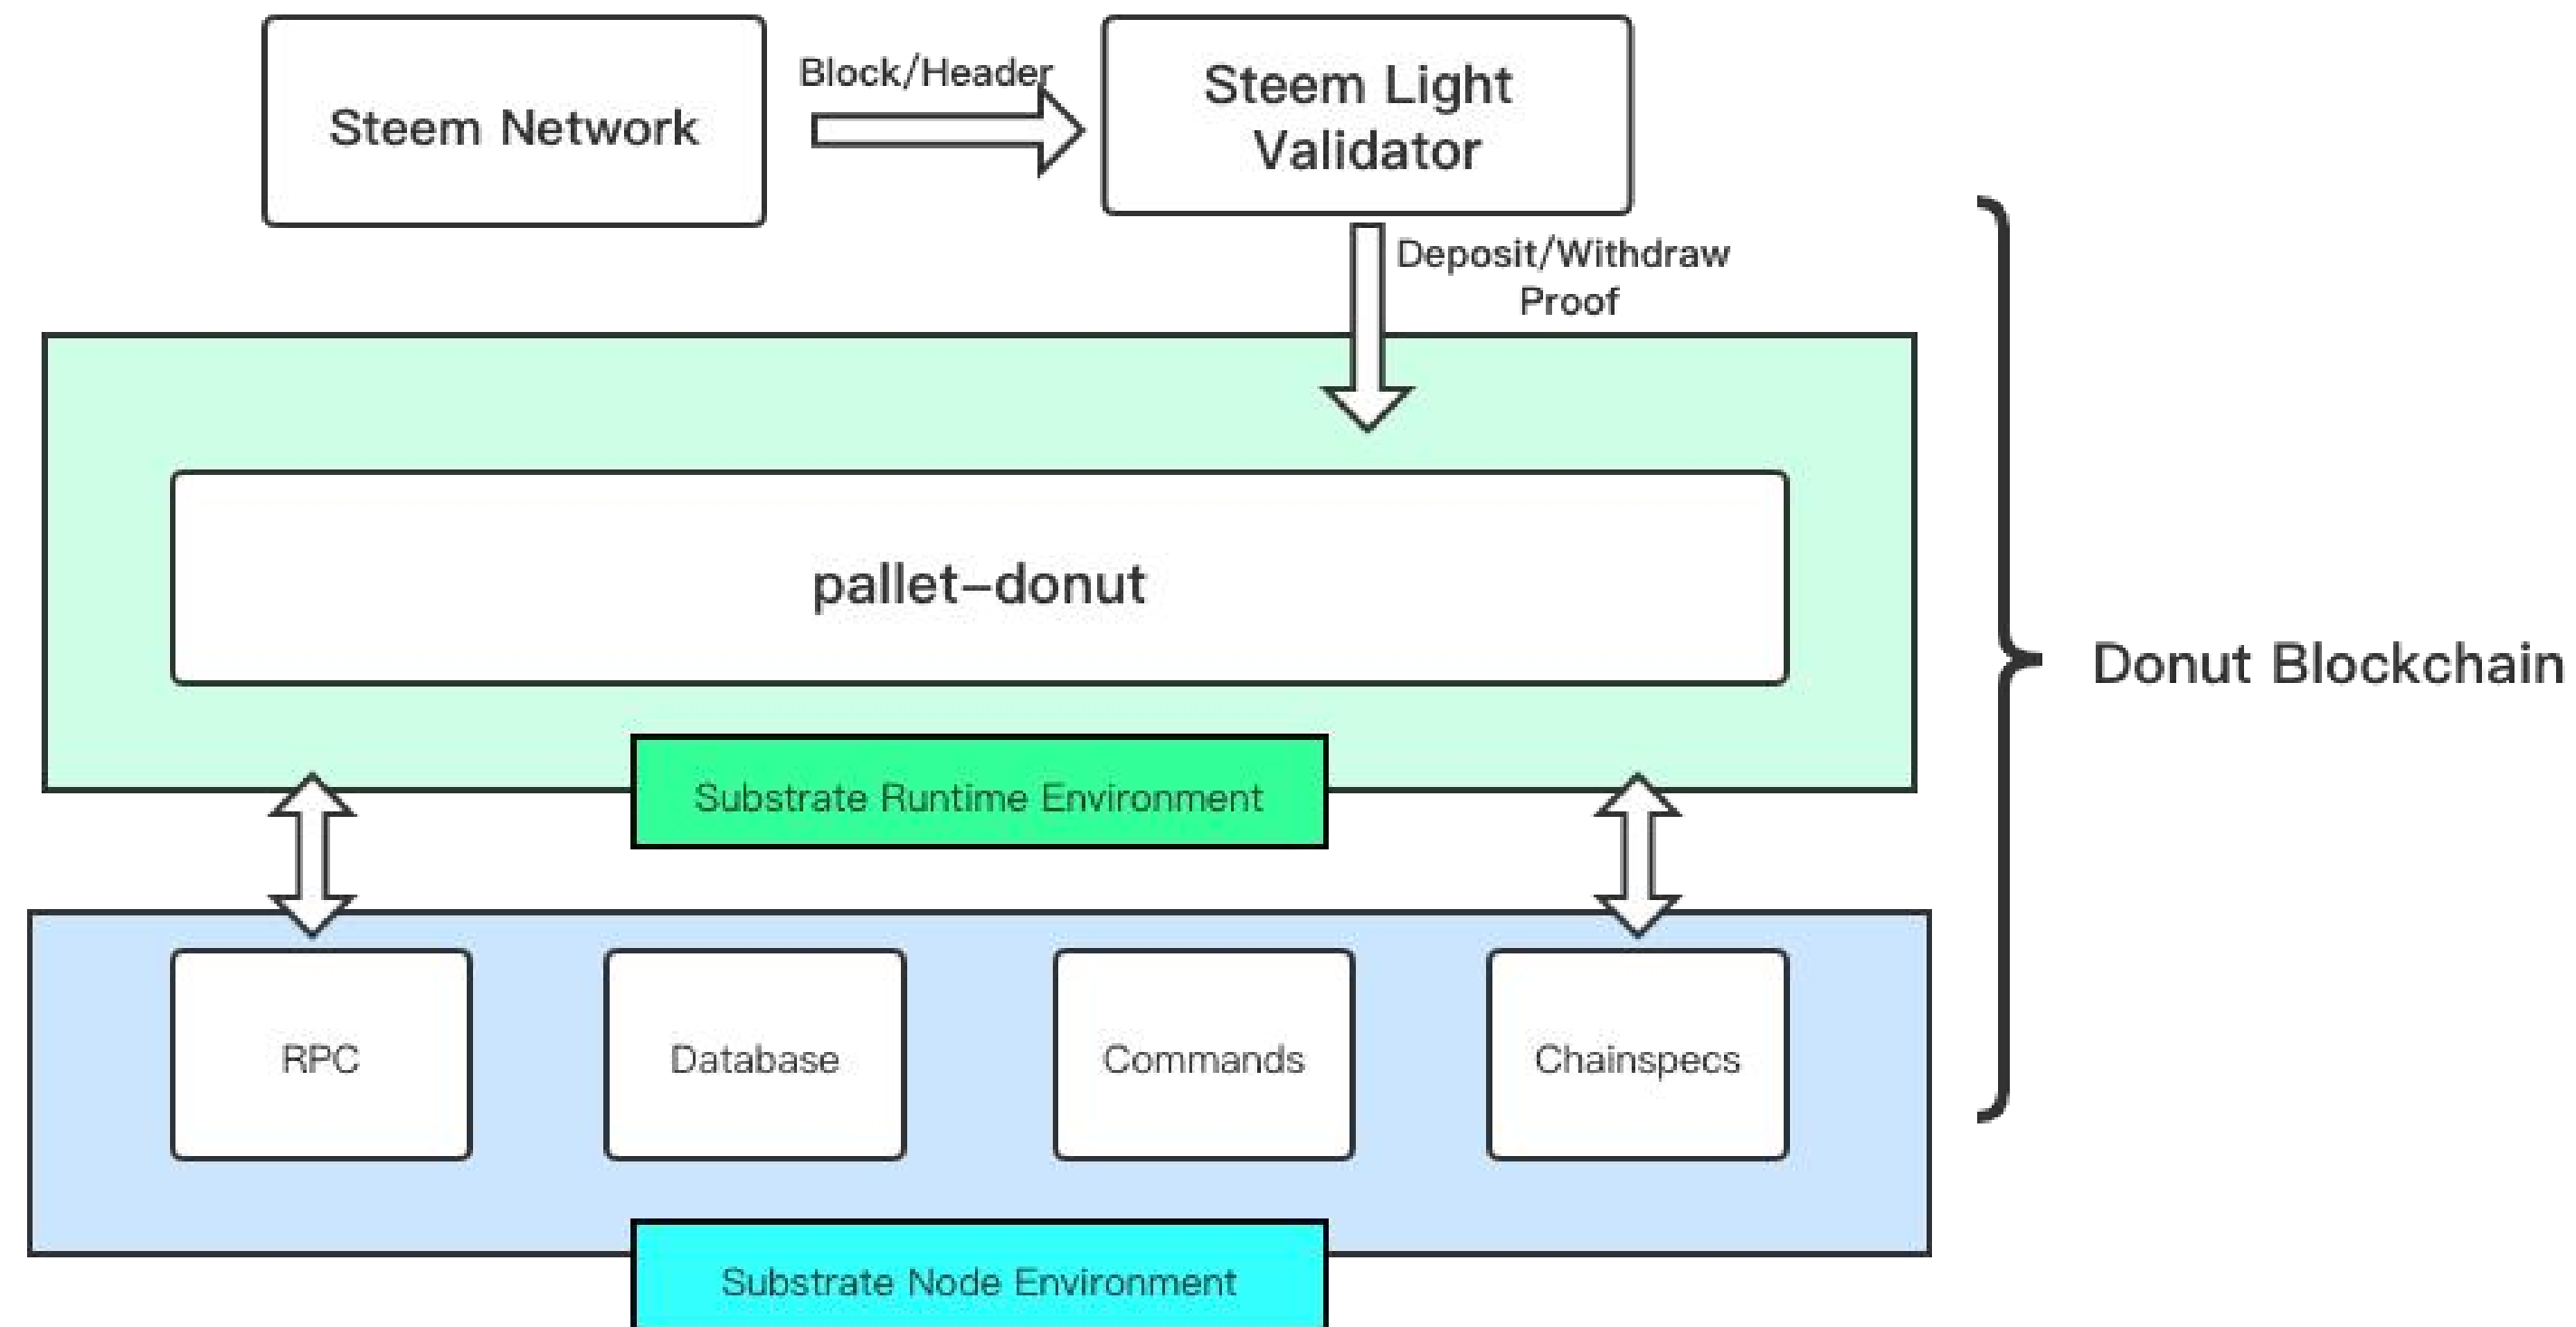 Steem Network
Block/Header
Steem Light
Validator
Deposit/Withdraw
Proof
pallet–donut
Donut Blockchain
Substrate Runtime Environment
RPC
Database
Commands
Chainspecs
Substrate Node Environment